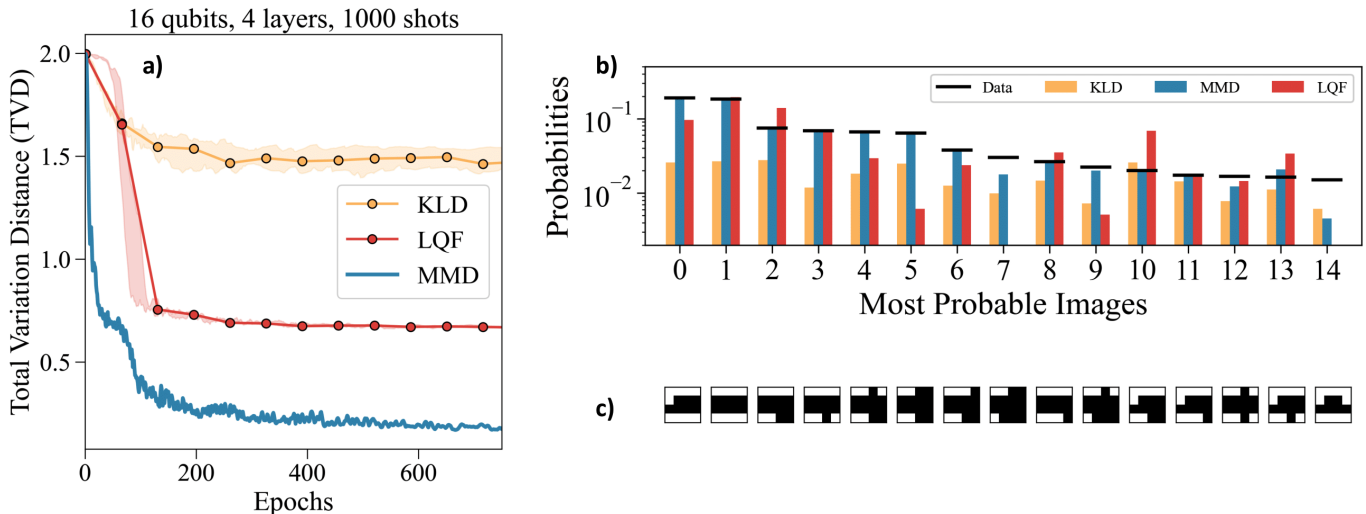 16 qubits, 4 layers, 1000 shots
a)
Total Variation Distance (TVD)
2.0
1.5
1.0
0.5
KLD
LQF
MMD
0 200 400 600
Epochs
b)
Probabilities
10⁻¹
10⁻²
Data KLD MMD LQF
0 1 2 3 4 5 6 7 8 9 10 11 12 13 14
Most Probable Images
c)